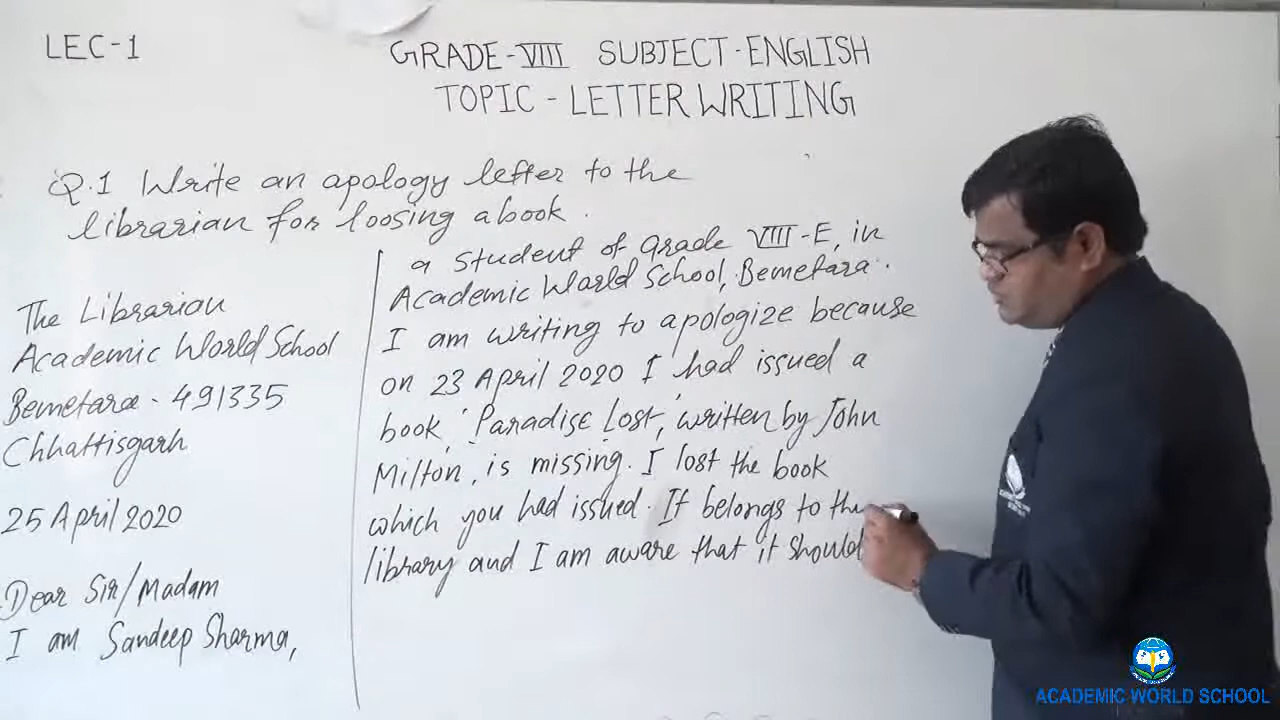 LEC-1
GRADE-VIII SUBJECT-ENGLISH
TOPIC - LETTER WRITING
Q.1 Write an apology letter to the
librarian for loosing a book.
The Librarian
Academic World School
Bemetara - 491335
Chhattisgarh
25 April 2020
Dear Sir/Madam
I am Sandeep Sharma,
a student of grade VIII-E, in
Academic World School, Bemetara.
I am writing to apologize because
on 23 April 2020 I had issued a
book, 'Paradise Lost,' written by John
Milton, is missing. I lost the book
which you had issued. It belongs to the
library and I am aware that it should
ACADEMIC WORLD SCHOOL